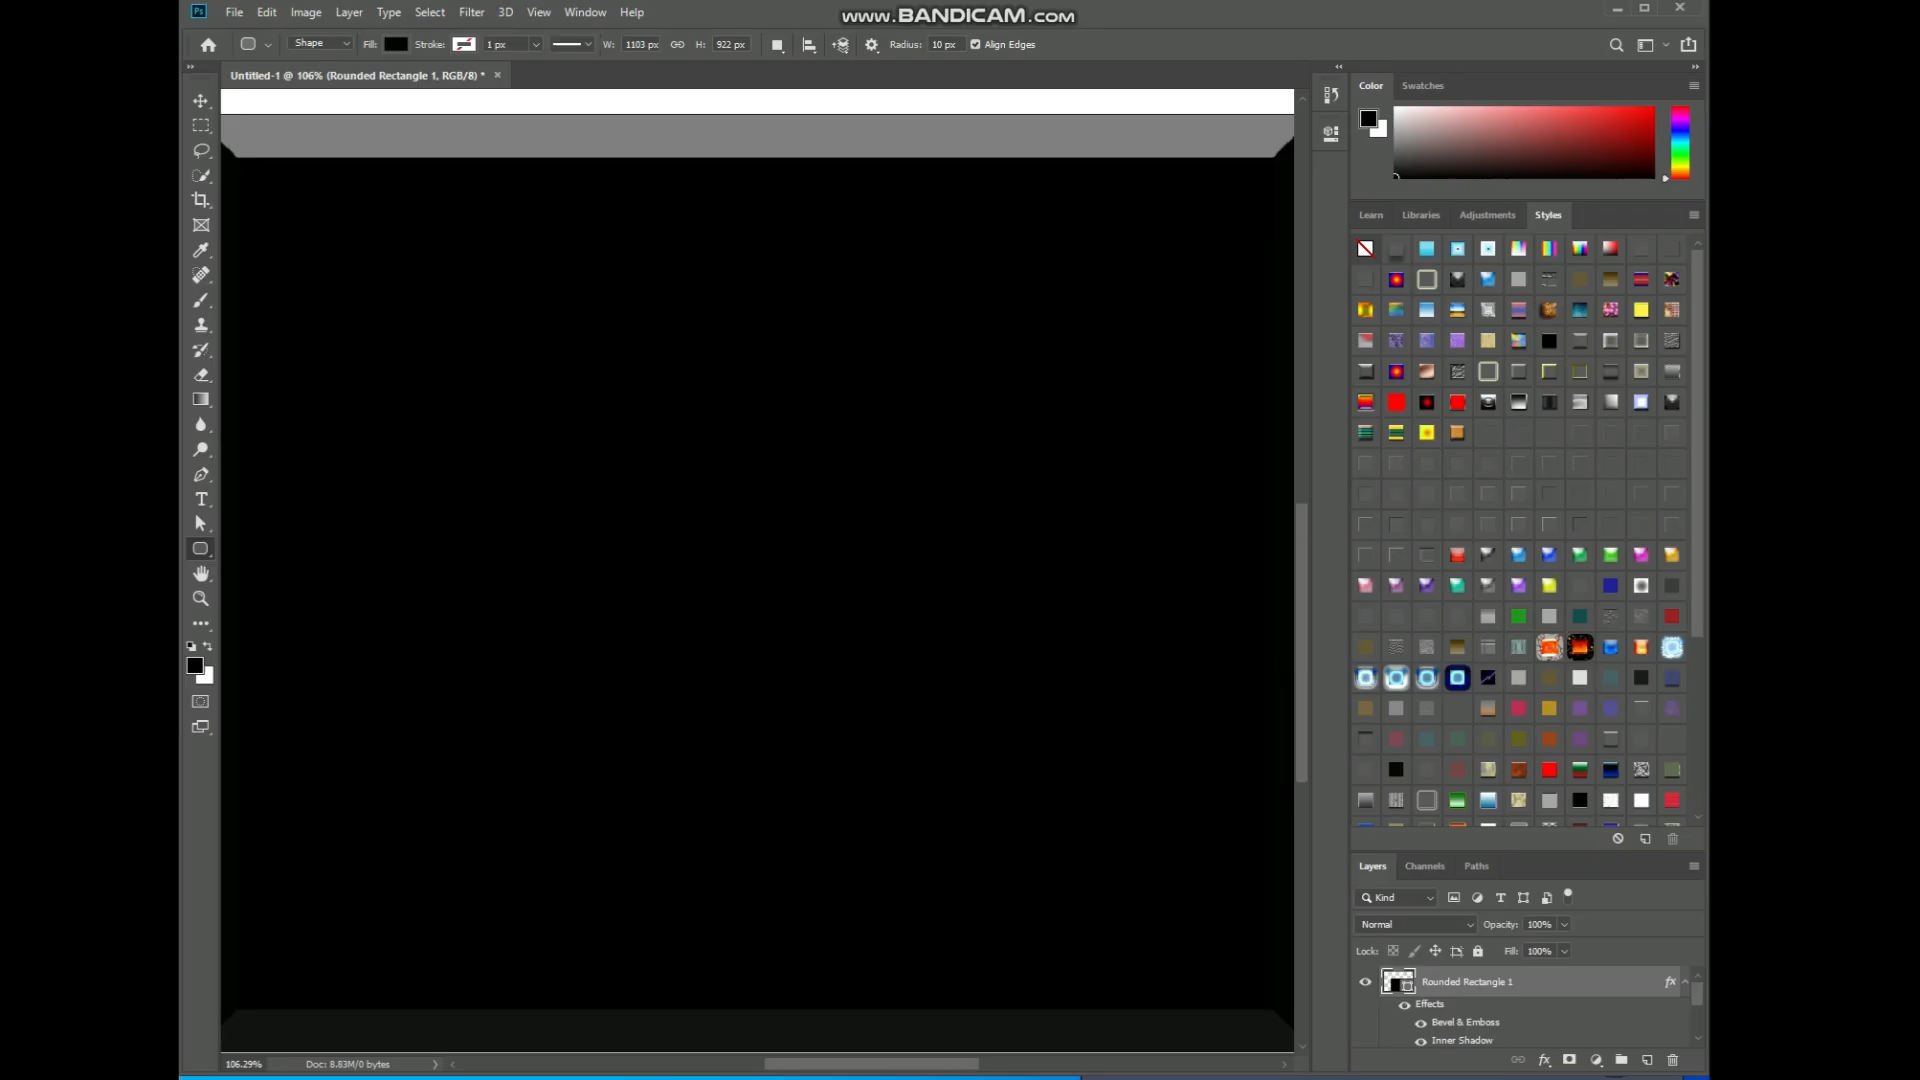 Ps File Edit Image Layer Type Select Filter 3D View Window Help
www.BANDICAM.com
Shape Fill: Stroke: 1 px W: 1103 px H: 922 px Radius: 10 px Align Edges
Untitled-1 @ 106% (Rounded Rectangle 1, RGB/8) *
Color Swatches
Learn Libraries Adjustments Styles
Layers Channels Paths
Kind
Normal Opacity: 100%
Lock: Fill: 100%
Rounded Rectangle 1 fx
Effects
Bevel & Emboss
Inner Shadow
106.29% Doc: 8.83M/0 bytes
fx